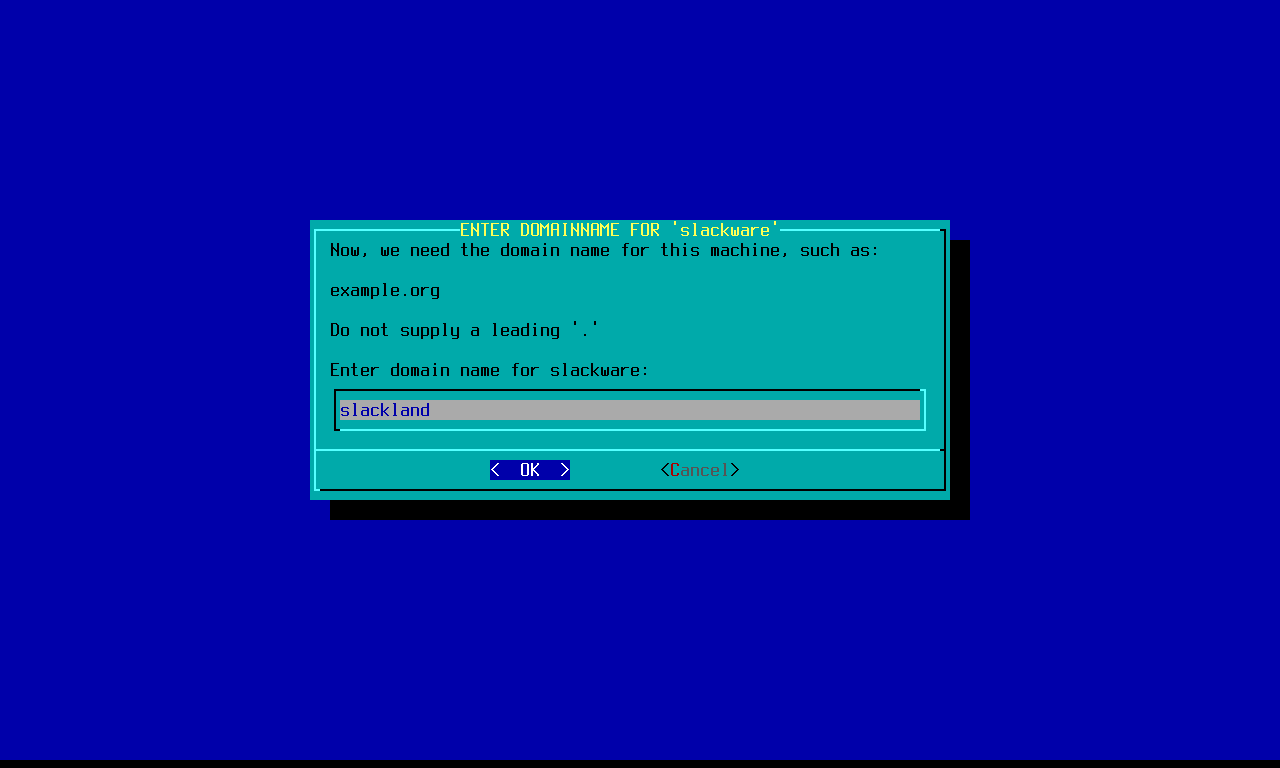 ENTER DOMAINNAME FOR 'slackware'
Now, we need the domain name for this machine, such as:
example.org
Do not supply a leading '.'
Enter domain name for slackware:
slackland
<  OK  > <Cancel>